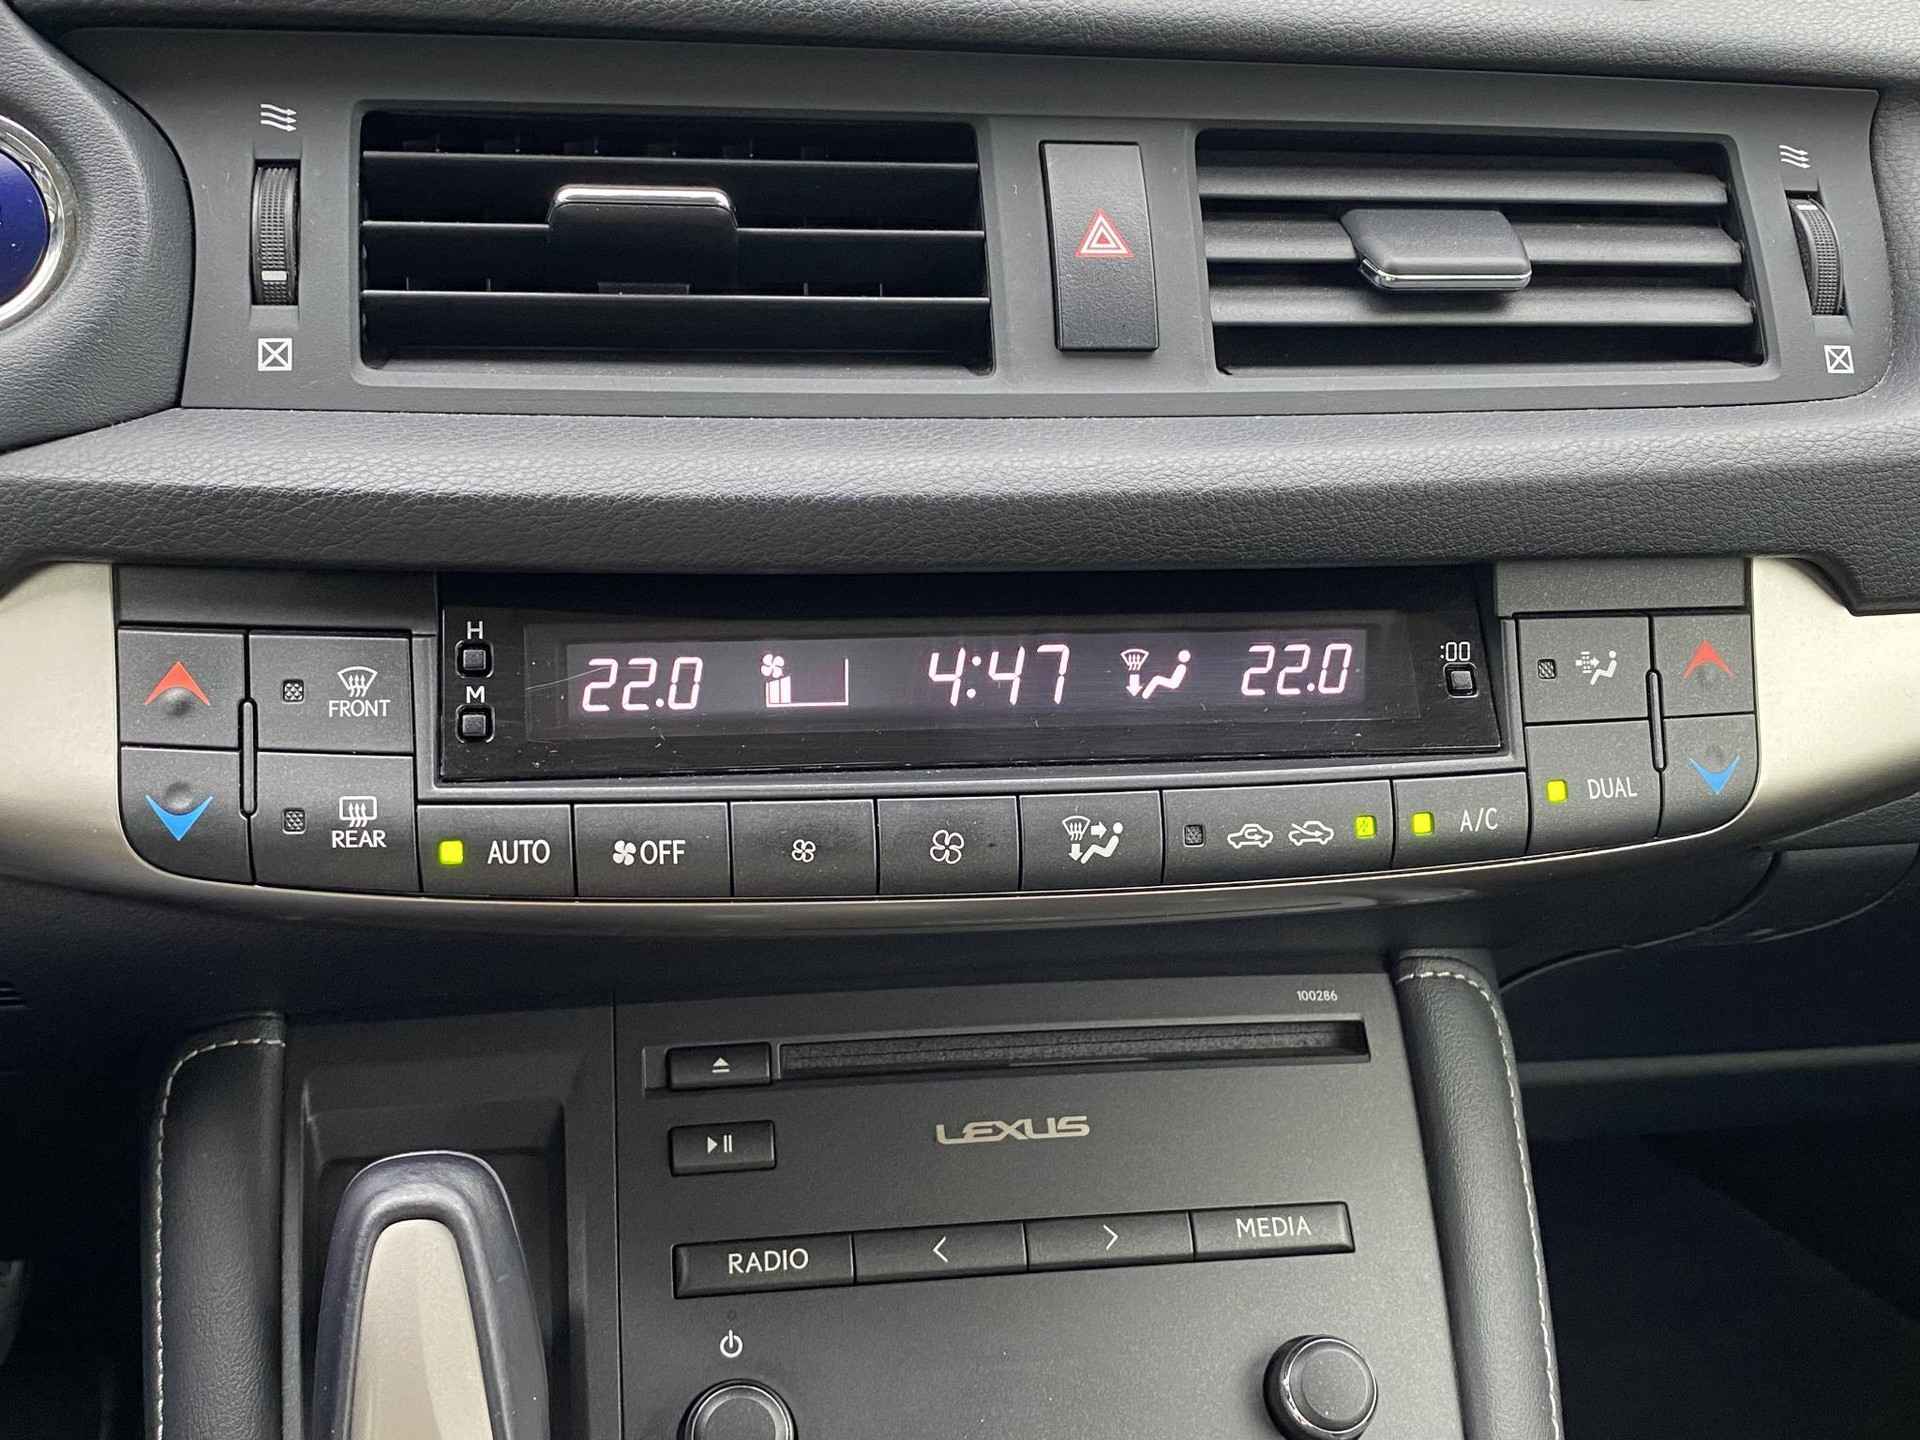 H
M
22.0 4:47 22.0
:00
FRONT
REAR
AUTO
OFF
A/C
DUAL
100286
LEXUS
RADIO
MEDIA